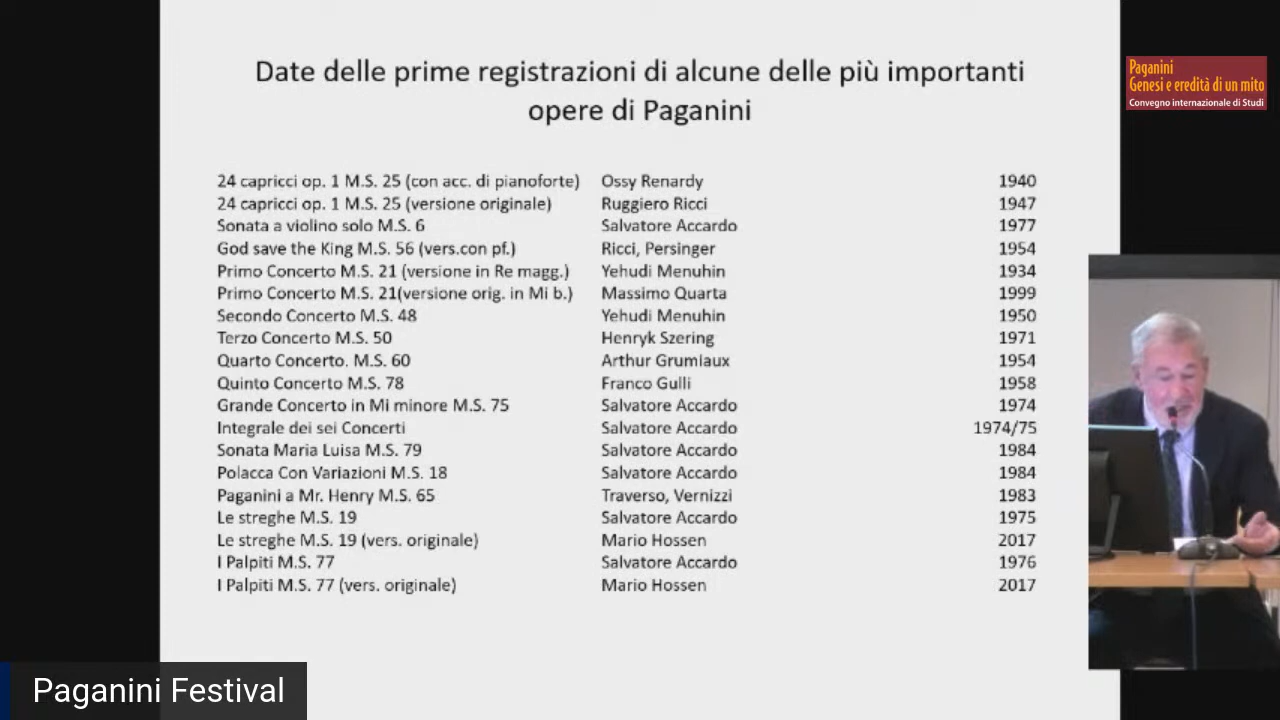 Date delle prime registrazioni di alcune delle più importanti
opere di Paganini
Paganini
Genesi e eredità di un mito
Convegno internazionale di Studi
24 capricci op. 1 M.S. 25 (con acc. di pianoforte) Ossy Renardy 1940
24 capricci op. 1 M.S. 25 (versione originale) Ruggiero Ricci 1947
Sonata a violino solo M.S. 6 Salvatore Accardo 1977
God save the King M.S. 56 (vers.con pf.) Ricci, Persinger 1954
Primo Concerto M.S. 21 (versione in Re magg.) Yehudi Menuhin 1934
Primo Concerto M.S. 21(versione orig. in Mi b.) Massimo Quarta 1999
Secondo Concerto M.S. 48 Yehudi Menuhin 1950
Terzo Concerto M.S. 50 Henryk Szering 1971
Quarto Concerto. M.S. 60 Arthur Grumiaux 1954
Quinto Concerto M.S. 78 Franco Gulli 1958
Grande Concerto in Mi minore M.S. 75 Salvatore Accardo 1974
Integrale dei sei Concerti Salvatore Accardo 1974/75
Sonata Maria Luisa M.S. 79 Salvatore Accardo 1984
Polacca Con Variazioni M.S. 18 Salvatore Accardo 1984
Paganini a Mr. Henry M.S. 65 Traverso, Vernizzi 1983
Le streghe M.S. 19 Salvatore Accardo 1975
Le streghe M.S. 19 (vers. originale) Mario Hossen 2017
I Palpiti M.S. 77 Salvatore Accardo 1976
I Palpiti M.S. 77 (vers. originale) Mario Hossen 2017
Paganini Festival